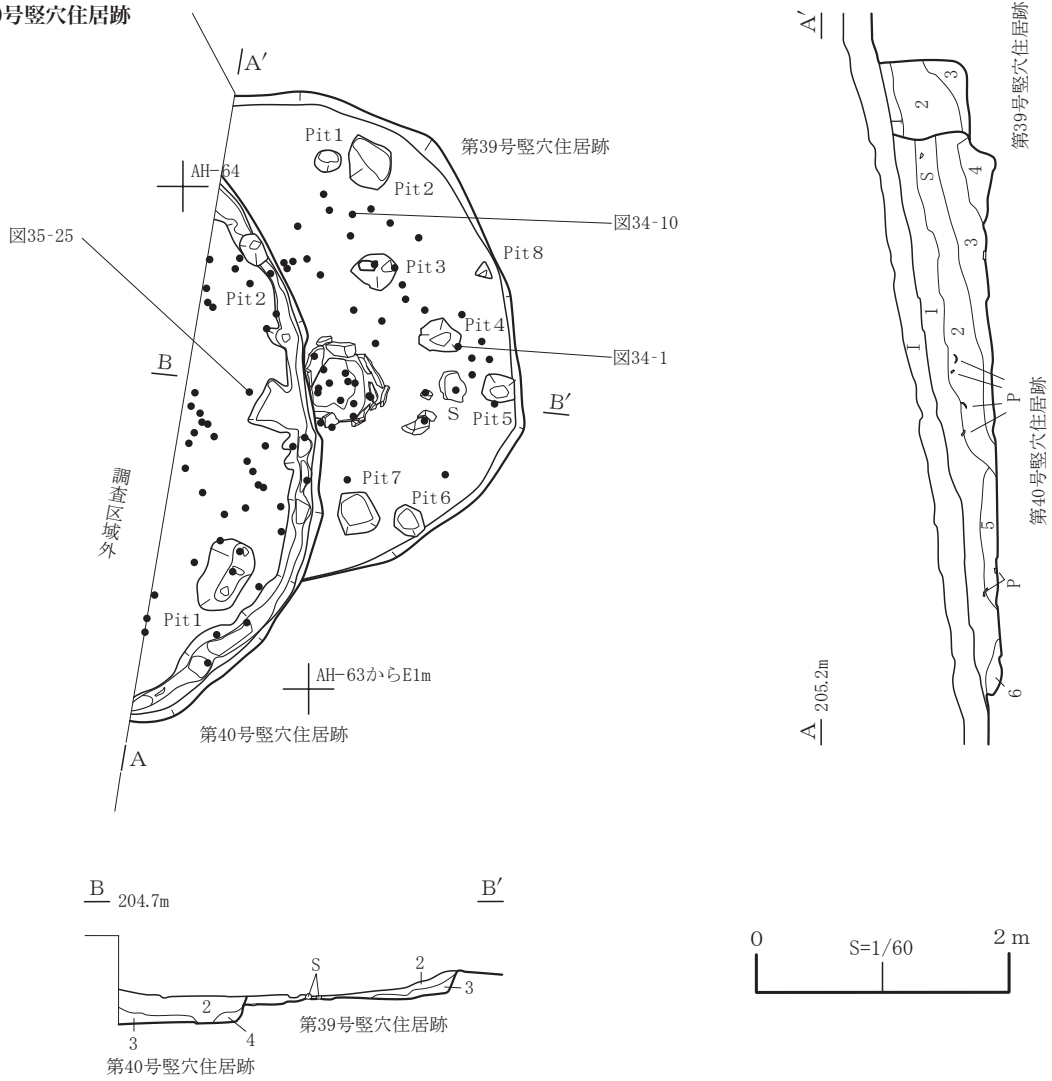 号竪穴住居跡
A′
Pit1
第39号竪穴住居跡
AH-64
Pit2
図34-10
図35-25
Pit8
Pit3
Pit2
Pit4
図34-1
B
B′
S
Pit5
調査区域外
Pit7
Pit6
Pit1
AH-63からE1m
第40号竪穴住居跡
A
A′
第39号竪穴住居跡
3
2
I
S
4
3
1
I
2
P
第40号竪穴住居跡
5
P
6
A 205.2m
B 204.7m
B′
S
2
2
3
3
4
第39号竪穴住居跡
第40号竪穴住居跡
0
S=1/60
2 m